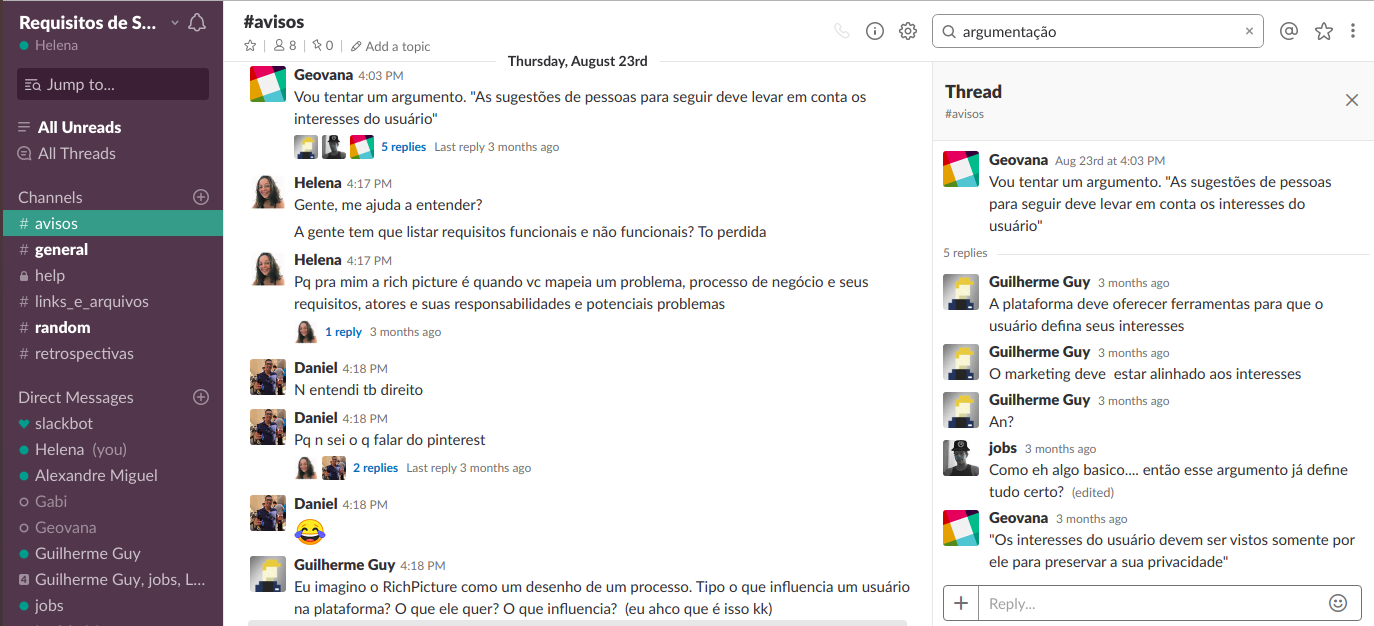 Requisitos de S...
Helena
Jump to...
All Unreads
All Threads
Channels
# avisos
# general
help
# links_e_arquivos
# random
# retrospectivas
Direct Messages
slackbot
Helena (you)
Alexandre Miguel
Gabi
Geovana
Guilherme Guy
4 Guilherme Guy, jobs, L...
jobs
#avisos
8 | 0 | Add a topic
argumentação
Thursday, August 23rd
Geovana 4:03 PM
Vou tentar um argumento. "As sugestões de pessoas para seguir deve levar em conta os
interesses do usuário"
5 replies Last reply 3 months ago
Helena 4:17 PM
Gente, me ajuda a entender?
A gente tem que listar requisitos funcionais e não funcionais? To perdida
Helena 4:17 PM
Pq pra mim a rich picture é quando vc mapeia um problema, processo de negócio e seus
requisitos, atores e suas responsabilidades e potenciais problemas
1 reply 3 months ago
Daniel 4:18 PM
N entendi tb direito
Daniel 4:18 PM
Pq n sei o q falar do pinterest
2 replies Last reply 3 months ago
Daniel 4:18 PM
Guilherme Guy 4:18 PM
Eu imagino o RichPicture como um desenho de um processo. Tipo o que influencia um usuário
na plataforma? O que ele quer? O que influencia? (eu ahco que é isso kk)
Thread
#avisos
Geovana Aug 23rd at 4:03 PM
Vou tentar um argumento. "As sugestões de pessoas
para seguir deve levar em conta os interesses do
usuário"
5 replies
Guilherme Guy 3 months ago
A plataforma deve oferecer ferramentas para que o
usuário defina seus interesses
Guilherme Guy 3 months ago
O marketing deve estar alinhado aos interesses
Guilherme Guy 3 months ago
An?
jobs 3 months ago
Como eh algo basico.... então esse argumento já define
tudo certo? (edited)
Geovana 3 months ago
"Os interesses do usuário devem ser vistos somente por
ele para preservar a sua privacidade"
Reply...